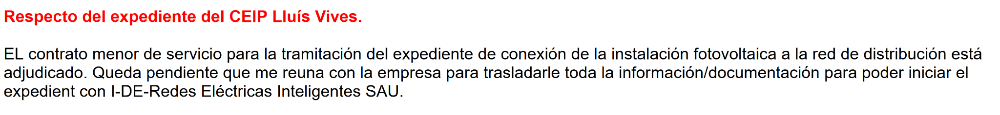 Respecto del expediente del CEIP Lluís Vives.
EL contrato menor de servicio para la tramitación del expediente de conexión de la instalación fotovoltaica a la red de distribución está
adjudicado. Queda pendiente que me reuna con la empresa para trasladarle toda la información/documentación para poder iniciar el
expedient con I-DE-Redes Eléctricas Inteligentes SAU.